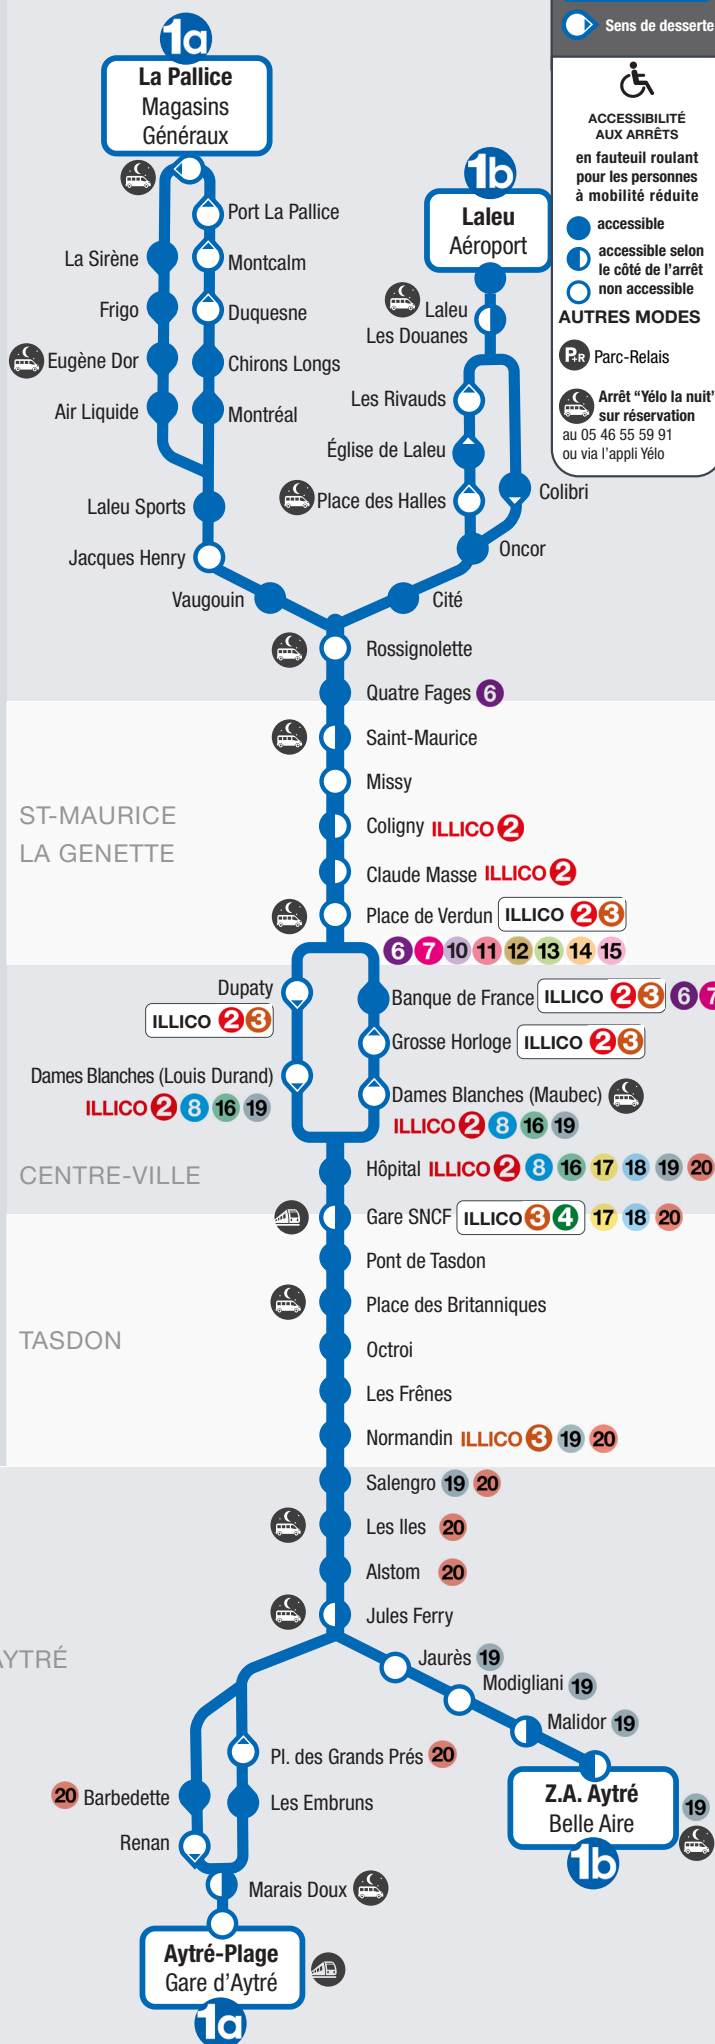 1a
La Pallice
Magasins
Généraux
Sens de desserte
ACCESSIBILITÉ
AUX ARRÊTS
en fauteuil roulant
pour les personnes
à mobilité réduite
accessible
accessible selon
le côté de l’arrêt
non accessible
AUTRES MODES
P+R Parc-Relais
Arrêt “Yélo la nuit”
sur réservation
au 05 46 55 59 91
ou via l’appli Yélo
1b
Laleu
Aéroport
Port La Pallice
La Sirène
Montcalm
Frigo
Duquesne
Eugène Dor
Chirons Longs
Air Liquide
Montréal
Laleu
Les Douanes
Les Rivauds
Église de Laleu
Place des Halles
Colibri
Laleu Sports
Oncor
Jacques Henry
Vaugouin
Cité
Rossignolette
Quatre Fages 6
Saint-Maurice
Missy
ST-MAURICE
LA GENETTE
Coligny ILLICO 2
Claude Masse ILLICO 2
Place de Verdun ILLICO 2 3
6 7 10 11 12 13 14 15
Dupaty
ILLICO 2 3
Banque de France ILLICO 2 3 6 7
Grosse Horloge ILLICO 2 3
Dames Blanches (Louis Durand)
ILLICO 2 8 16 19
Dames Blanches (Maubec)
ILLICO 2 8 16 19
CENTRE-VILLE
Hôpital ILLICO 2 8 16 17 18 19 20
Gare SNCF ILLICO 3 4 17 18 20
Pont de Tasdon
Place des Britanniques
TASDON
Octroi
Les Frênes
Normandin ILLICO 3 19 20
Salengro 19 20
Les Iles 20
Alstom 20
Jules Ferry
AYTRÉ
Jaurès 19
Modigliani 19
Malidor 19
Z.A. Aytré
Belle Aire
19
1b
Pl. des Grands Prés 20
20 Barbedette
Les Embruns
Renan
Marais Doux
Aytré-Plage
Gare d’Aytré
1a